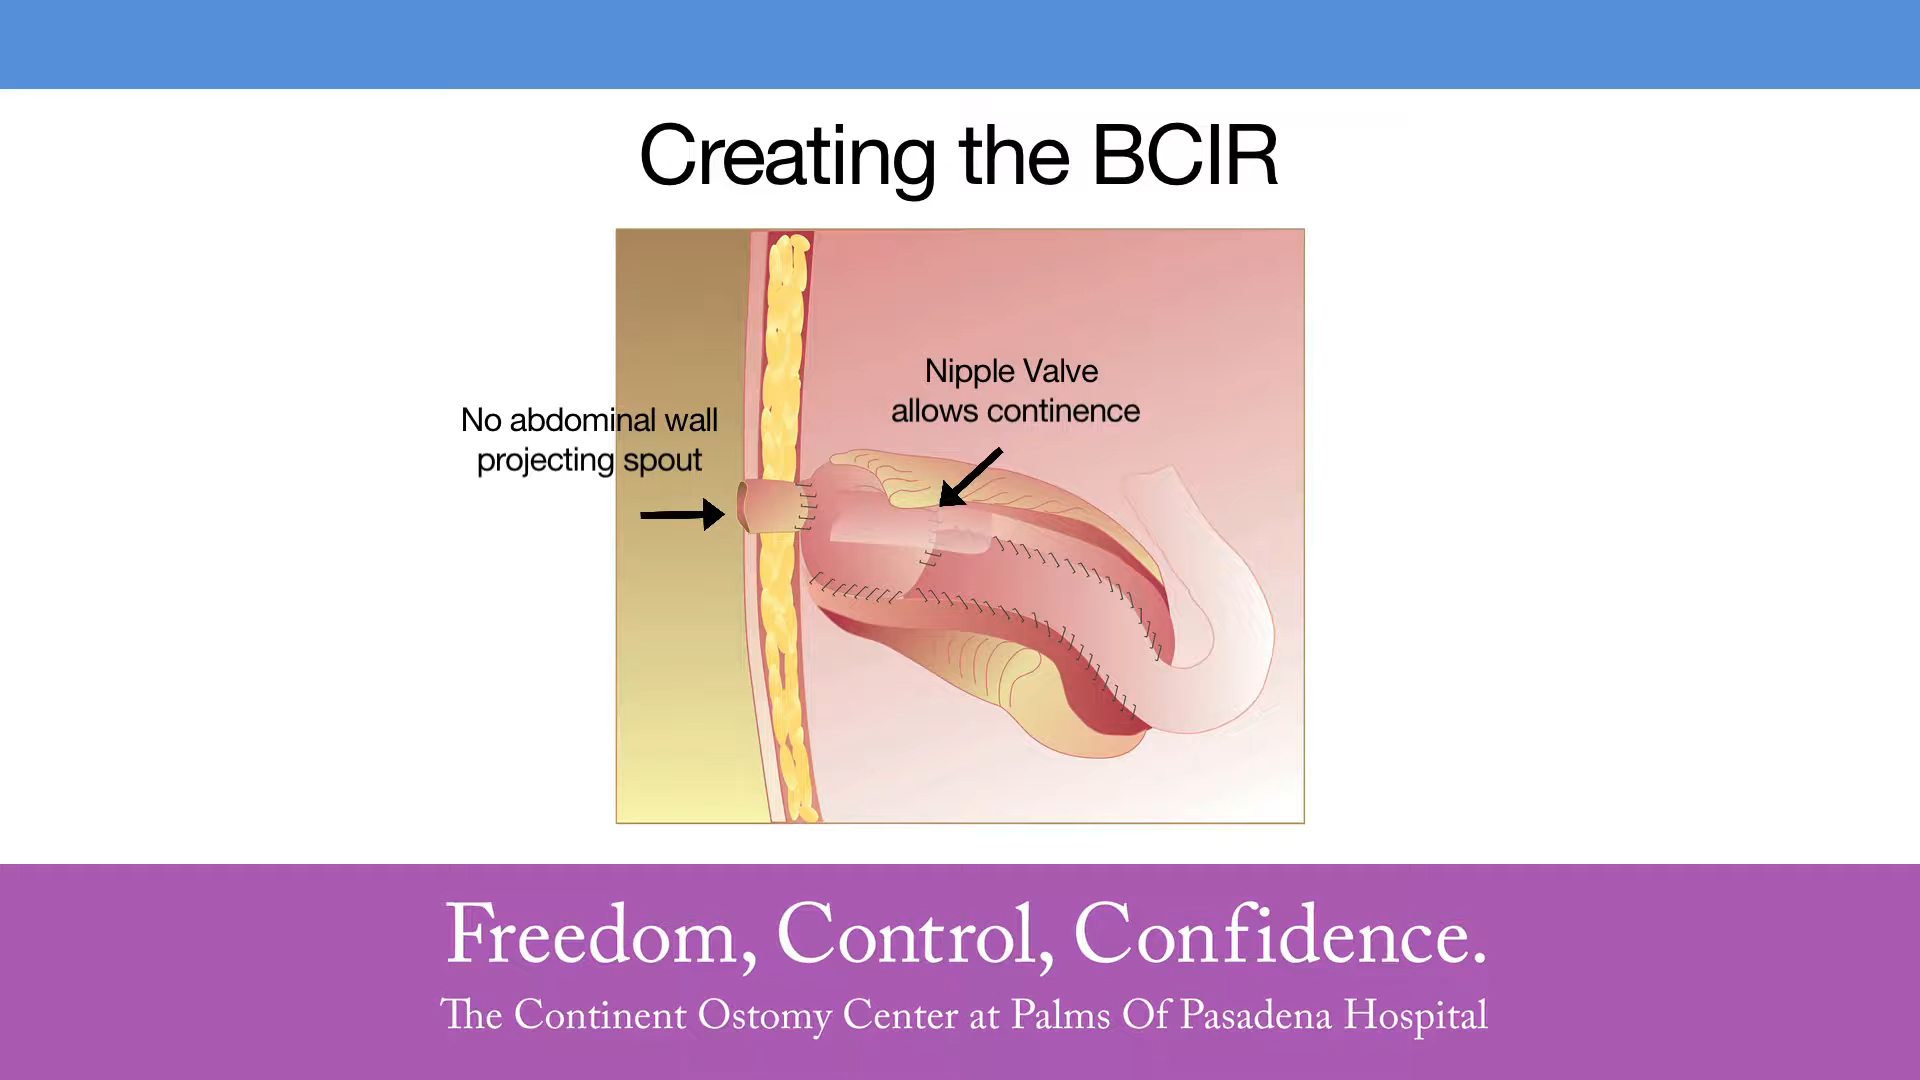 Creating the BCIR
Nipple Valve
allows continence
No abdominal wall
projecting spout
Freedom, Control, Confidence.
The Continent Ostomy Center at Palms Of Pasadena Hospital